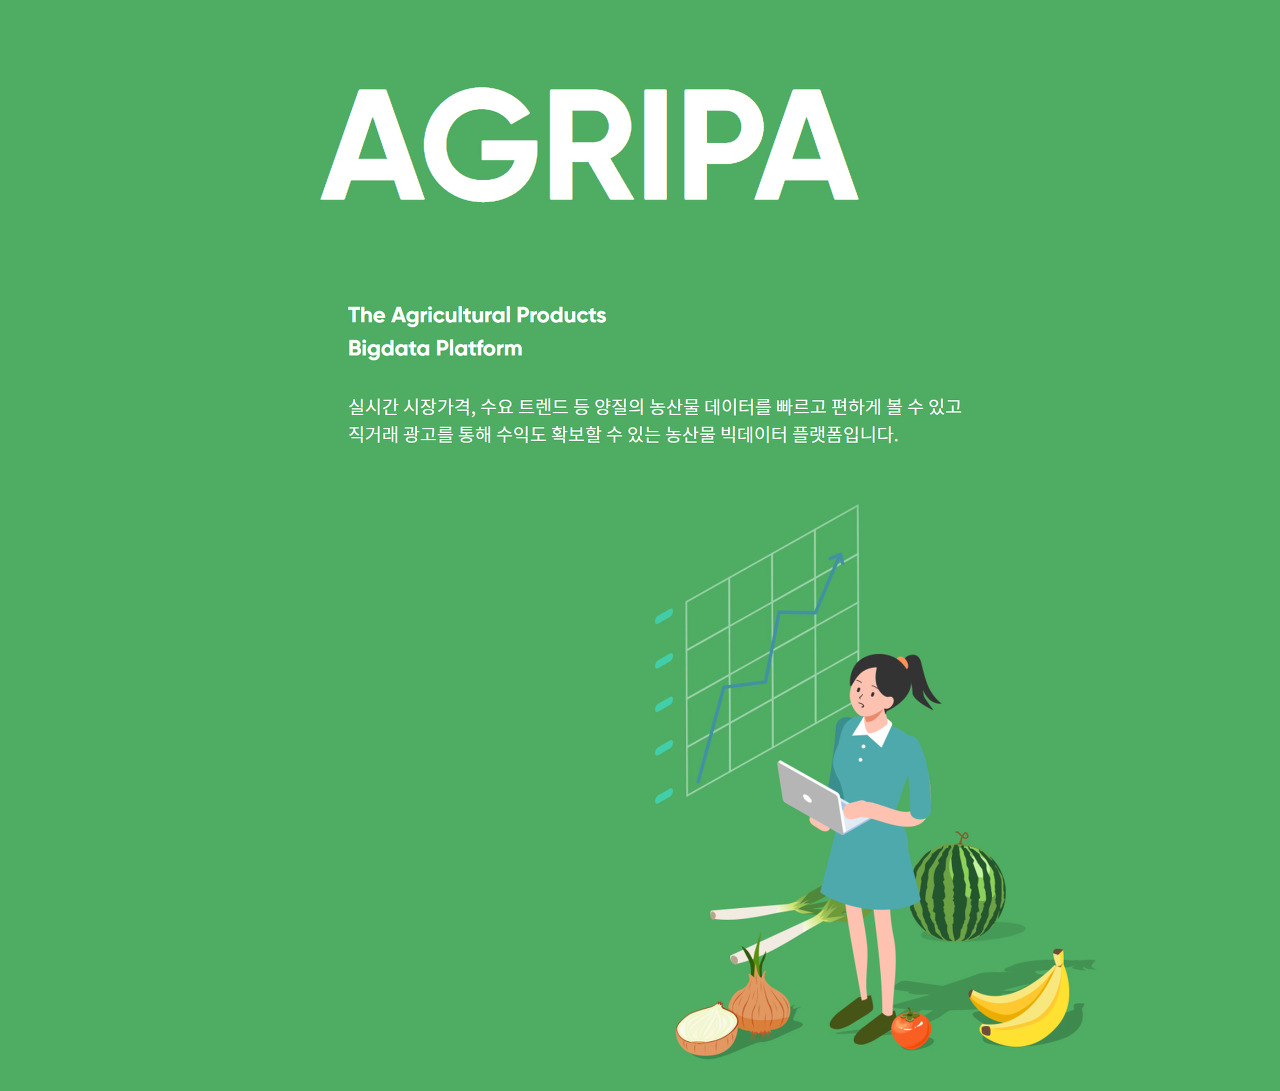 AGRIPA
The Agricultural Products
Bigdata Platform
실시간 시장가격, 수요 트렌드 등 양질의 농산물 데이터를 빠르고 편하게 볼 수 있고
직거래 광고를 통해 수익도 확보할 수 있는 농산물 빅데이터 플랫폼입니다.